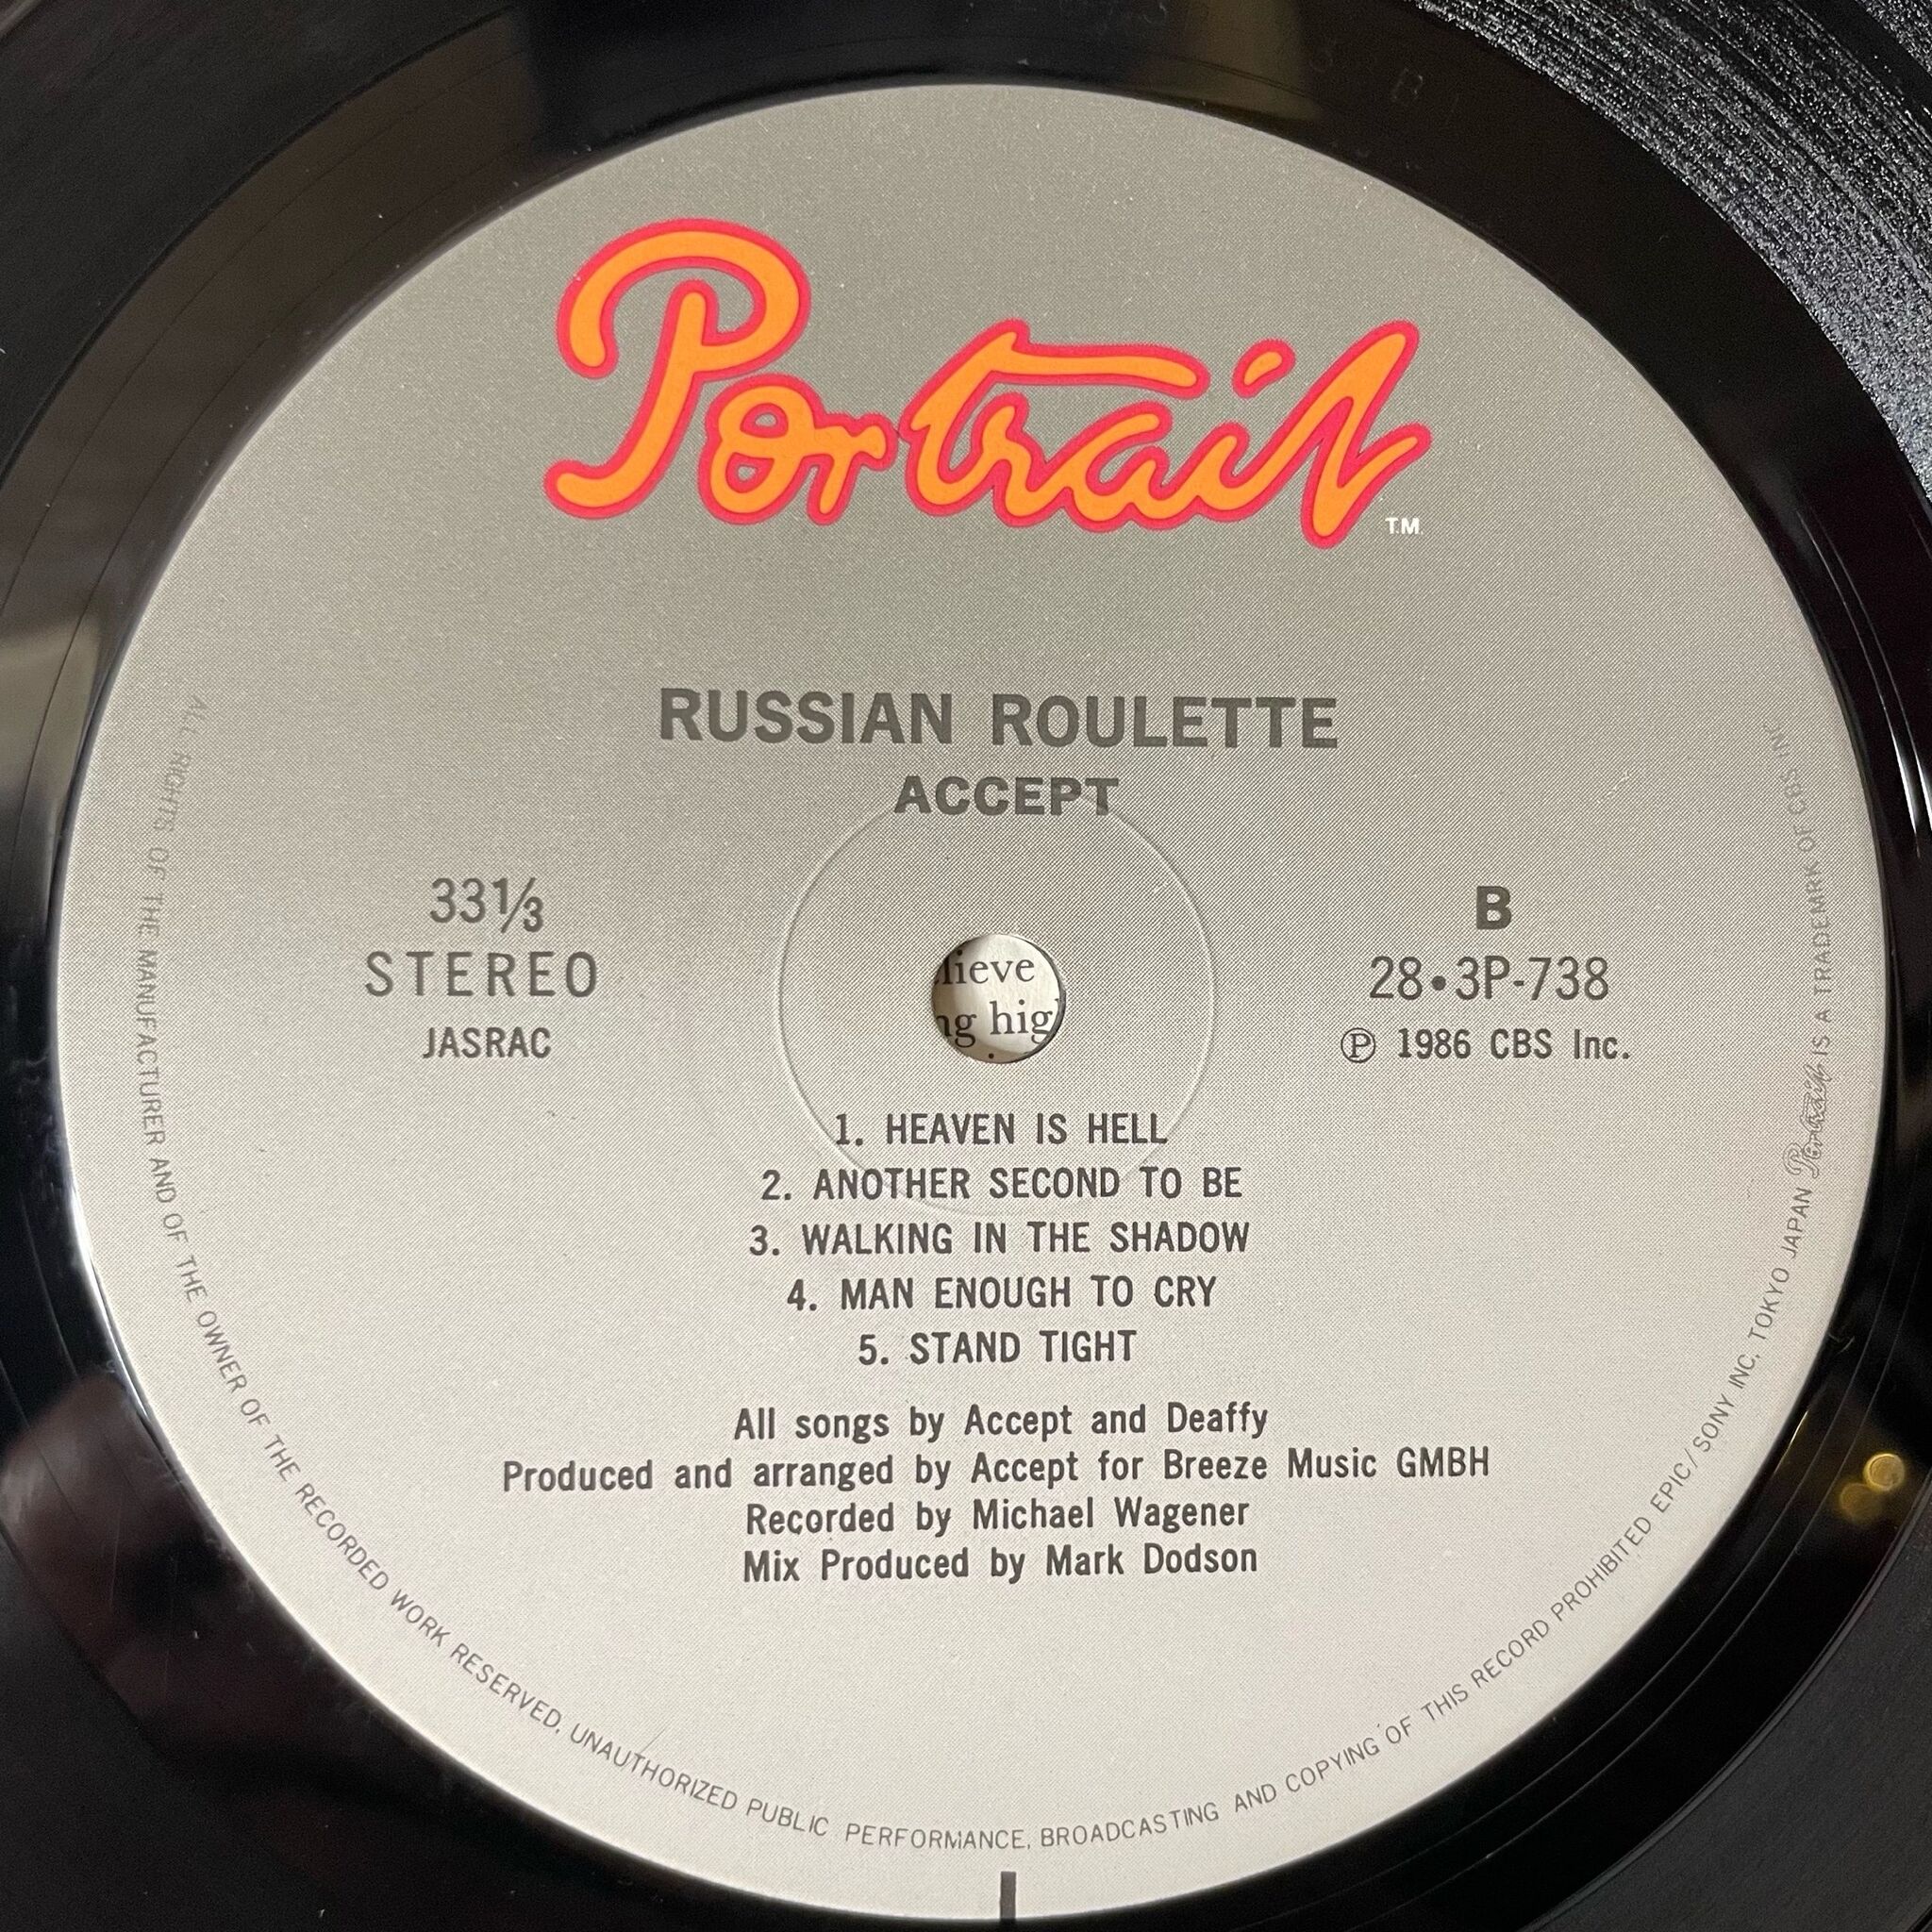 Portrait T.M.
RUSSIAN ROULETTE
ACCEPT
33⅓
STEREO
JASRAC
B
28•3P-738
Ⓟ 1986 CBS Inc.
hig
1. HEAVEN IS HELL
2. ANOTHER SECOND TO BE
3. WALKING IN THE SHADOW
4. MAN ENOUGH TO CRY
5. STAND TIGHT
All songs by Accept and Deaffy
Produced and arranged by Accept for Breeze Music GMBH
Recorded by Michael Wagener
Mix Produced by Mark Dodson
ALL RIGHTS OF THE MANUFACTURER AND OF THE OWNER OF THE RECORDED WORK RESERVED. UNAUTHORIZED PUBLIC PERFORMANCE, BROADCASTING AND COPYING OF THIS RECORD PROHIBITED EPIC/SONY INC. TOKYO JAPAN Portrait IS A TRADEMRK OF CBS INC.